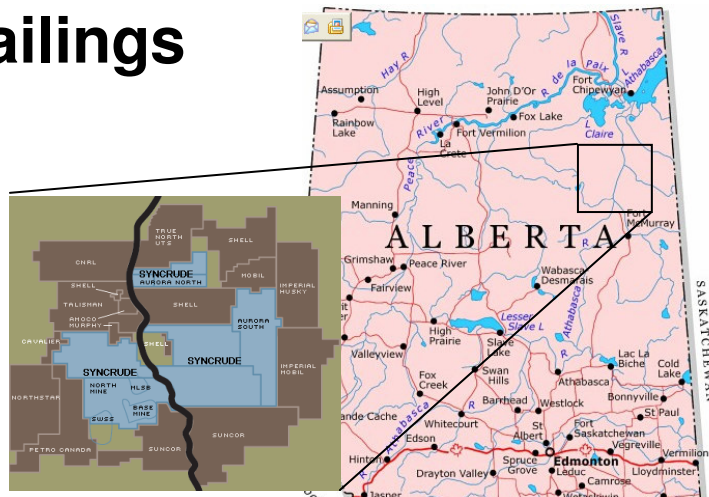 ailings
Slave R
Hay R
R de la Paix
L Athabasca
Fort
Chipewyan
Assumption
High
Level
John D'Or
Prairie
Fox Lake
Rainbow
Lake
River
Fort Vermilion
La
Crete
L
Claire
Peace
Manning
Fort
McMurray
ALBERTA
R
Grimshaw
Peace River
Fairview
Wabasca
Desmarais
Athabasca
SASKATCHEWAN
High
Prairie
Lesser
Slave L
Slave
Lake
Valleyview
R
Lac La
Biche
Cold
Lake
Fox
Creek
Swan
Hills
Athabasca
Bonnyville
Barrhead
Westlock
St Paul
ande Cache
Athabasca
R
Whitecourt
St
Albert
Fort
Saskatchewan
Edson
Vegreville
Vermilion
Hinton
Spruce
Grove
Edmonton
Lloydminster
Drayton Valley
Leduc
Camrose
R
Jasper
Wetaskiwin
TRUE
NORTH
UTS
SHELL
CNRL
SYNCRUDE
AURORA NORTH
MOBIL
SHELL
IMPERIAL
HUSKY
TALISMAN
SHELL
AMOCO
MURPHY
AURORA
SOUTH
CAVALIER
SHELL
SYNCRUDE
SYNCRUDE
IMPERIAL
MOBIL
NORTH
MINE
HLSB
NORTHSTAR
BASE
MINE
SWSS
SUNCOR
SUNCOR
PETRO CANADA